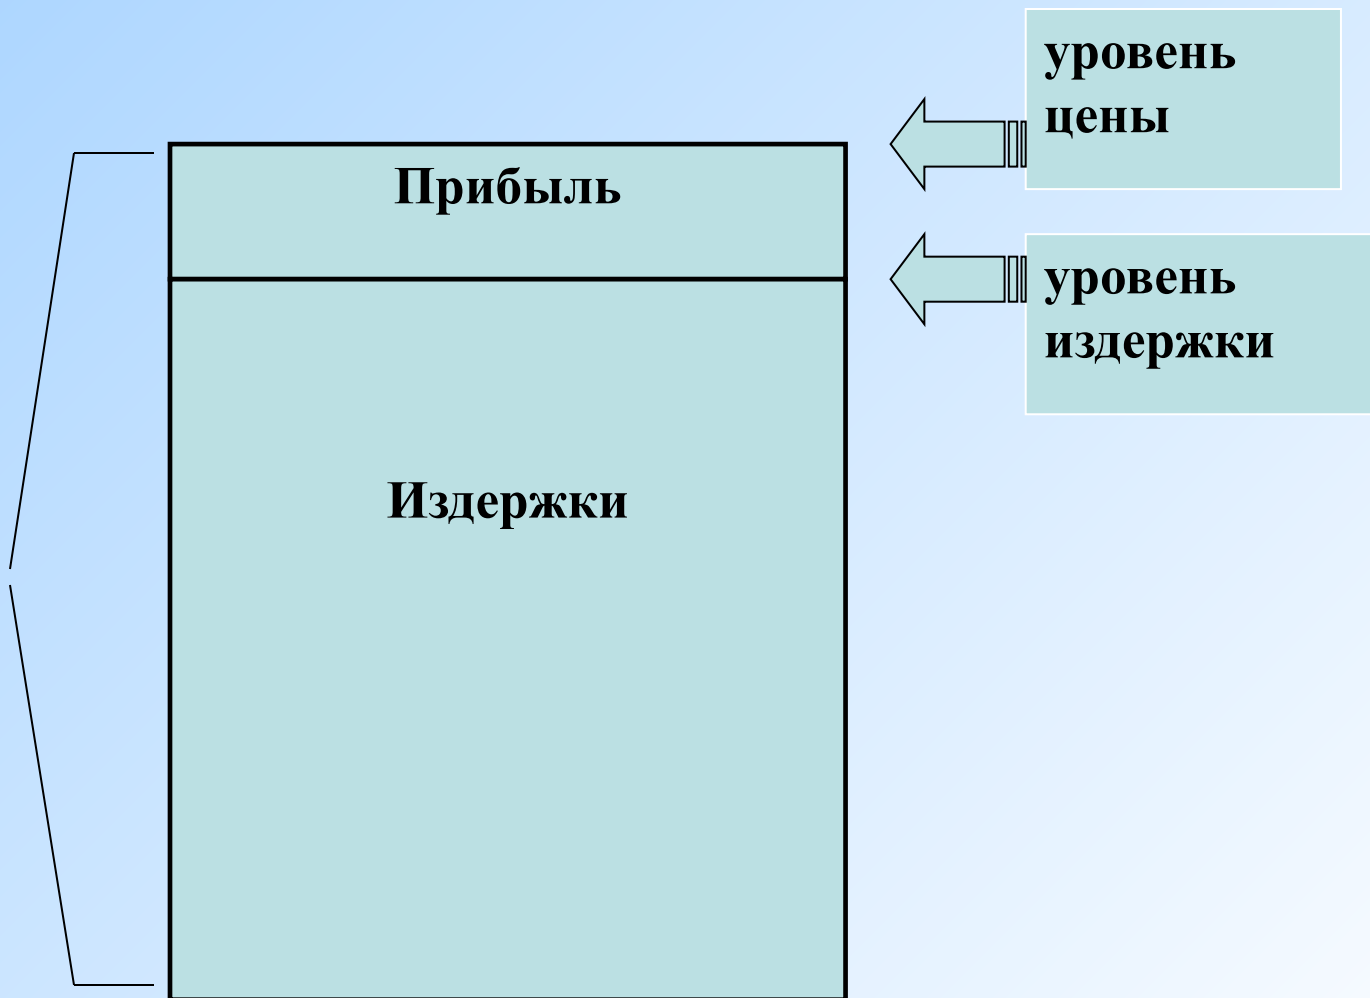 уровень
цены
Прибыль
уровень
издержки
Издержки